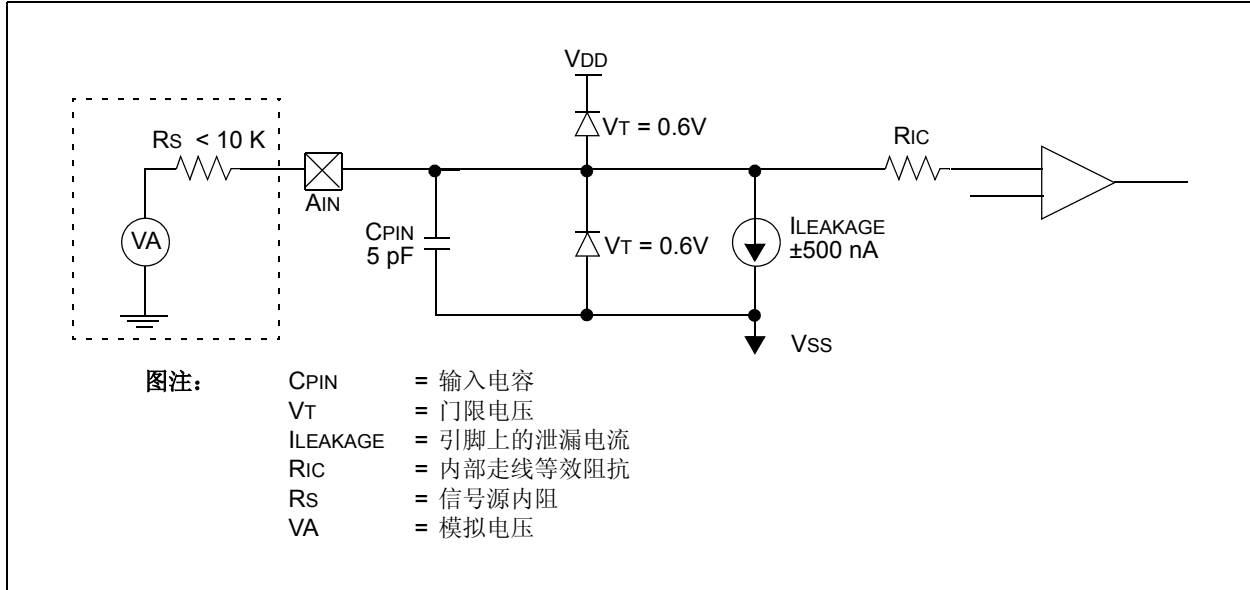 VDD
VT = 0.6V
RS < 10 K
RIC
AIN
VA
CPIN
5 pF
VT = 0.6V
ILEAKAGE
±500 nA
VSS
图注：
CPIN = 输入电容
VT = 门限电压
ILEAKAGE = 引脚上的泄漏电流
RIC = 内部走线等效阻抗
RS = 信号源内阻
VA = 模拟电压